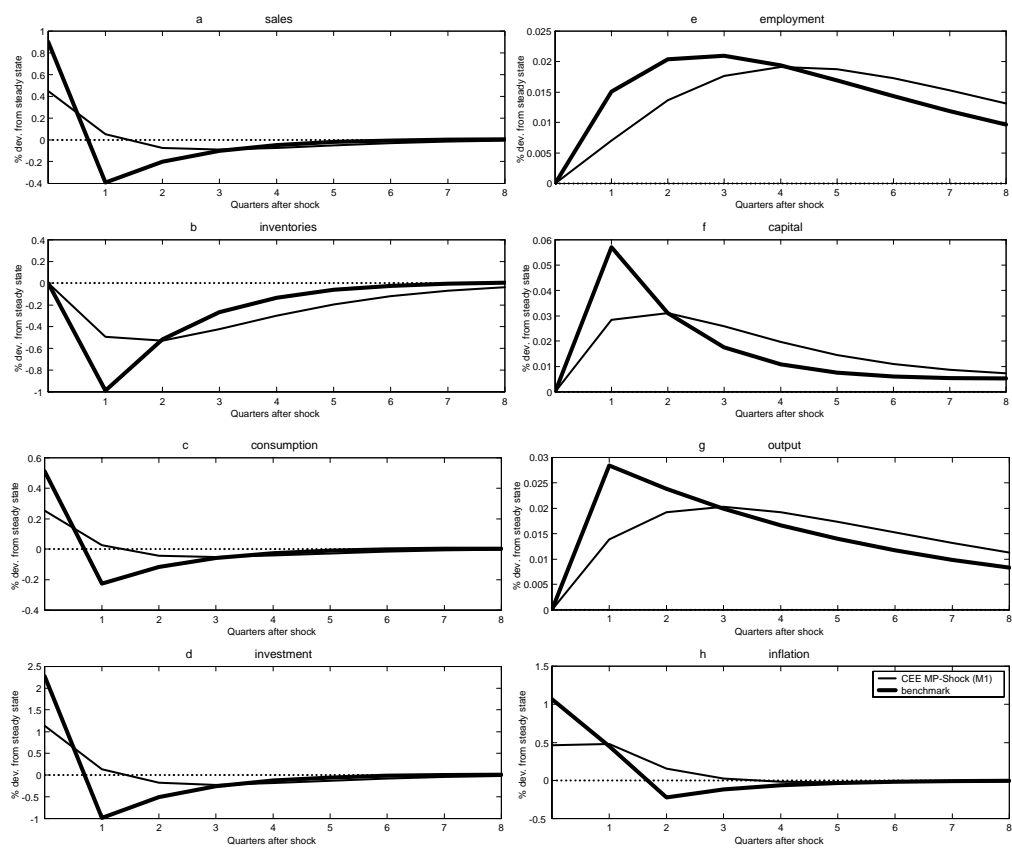 a sales
% dev. from steady state
1
0.8
0.6
0.4
0.2
0
-0.2
-0.4
1 2 3 4 5 6 7 8
Quarters after shock
e employment
% dev. from steady state
0.025
0.02
0.015
0.01
0.005
0
1 2 3 4 5 6 7 8
Quarters after shock
b inventories
% dev. from steady state
0.4
0.2
0
-0.2
-0.4
-0.6
-0.8
-1
1 2 3 4 5 6 7 8
Quarters after shock
f capital
% dev. from steady state
0.06
0.05
0.04
0.03
0.02
0.01
0
1 2 3 4 5 6 7 8
Quarters after shock
c consumption
% dev. from steady state
0.6
0.4
0.2
0
-0.2
-0.4
1 2 3 4 5 6 7 8
Quarters after shock
g output
% dev. from steady state
0.03
0.025
0.02
0.015
0.01
0.005
0
1 2 3 4 5 6 7 8
Quarters after shock
d investment
% dev. from steady state
2.5
2
1.5
1
0.5
0
-0.5
-1
1 2 3 4 5 6 7 8
Quarters after shock
h inflation
% dev. from steady state
1.5
1
0.5
0
-0.5
CEE MP-Shock (M1)
benchmark
1 2 3 4 5 6 7 8
Quarters after shock